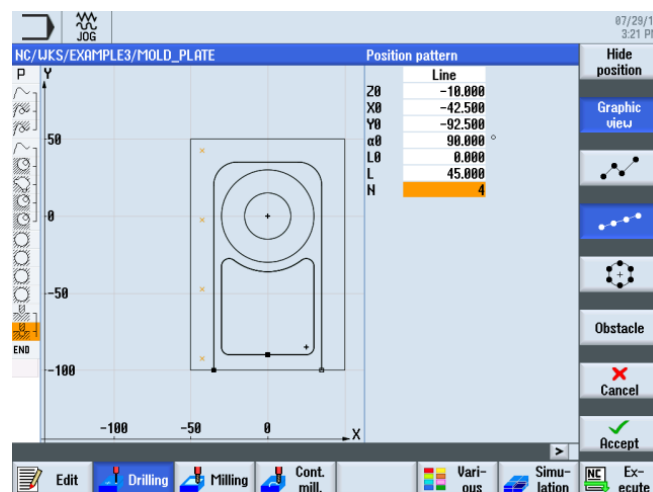 JOG
07/29/1
3:21 P
NC/WKS/EXAMPLE3/MOLD_PLATE
Position pattern
Hide
position
P
Y
Line
Z0 -10.000
X0 -42.500
Y0 -92.500
α0 90.000 °
L0 0.000
L 45.000
N 4
Graphic
view
50
0
-50
-100
-100 -50 0 X
END
Obstacle
Cancel
Accept
>
Edit
Drilling
Milling
Cont.
mill.
Vari-
ous
Simu-
lation
NC
Ex-
ecute